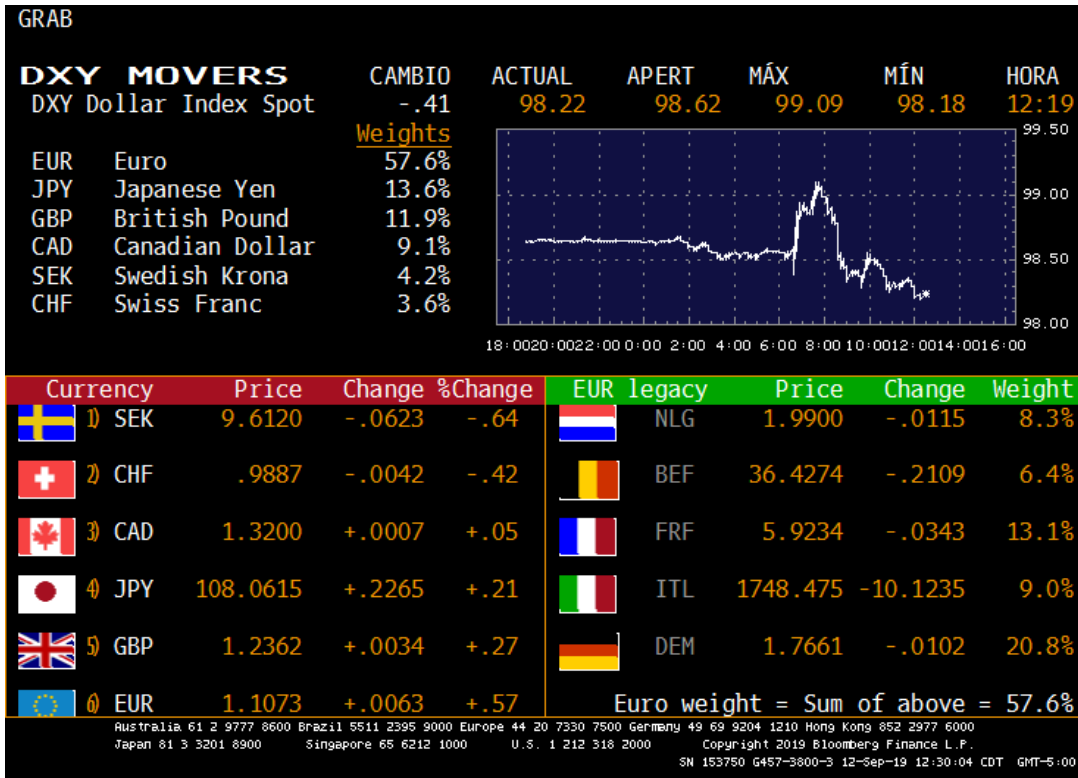 GRAB
DXY MOVERS CAMBIO ACTUAL APERT MÁX MÍN HORA
DXY Dollar Index Spot -.41 98.22 98.62 99.09 98.18 12:19
Weights
EUR Euro 57.6%
JPY Japanese Yen 13.6%
GBP British Pound 11.9%
CAD Canadian Dollar 9.1%
SEK Swedish Krona 4.2%
CHF Swiss Franc 3.6%
99.50
99.00
98.50
98.00
18:00 20:00 22:00 0:00 2:00 4:00 6:00 8:00 10:00 12:00 14:00 16:00
Currency Price Change %Change EUR legacy Price Change Weight
1) SEK 9.6120 -.0623 -.64 NLG 1.9900 -.0115 8.3%
2) CHF .9887 -.0042 -.42 BEF 36.4274 -.2109 6.4%
3) CAD 1.3200 +.0007 +.05 FRF 5.9234 -.0343 13.1%
4) JPY 108.0615 +.2265 +.21 ITL 1748.475 -10.1235 9.0%
5) GBP 1.2362 +.0034 +.27 DEM 1.7661 -.0102 20.8%
6) EUR 1.1073 +.0063 +.57 Euro weight = Sum of above = 57.6%
Australia 61 2 9777 8600 Brazil 5511 2395 9000 Europe 44 20 7330 7500 Germany 49 69 9204 1210 Hong Kong 852 2977 6000
Japan 81 3 3201 8900 Singapore 65 6212 1000 U.S. 1 212 318 2000 Copyright 2019 Bloomberg Finance L.P.
SN 153750 G457-3800-3 12-Sep-19 12:30:04 CDT GMT-5:00